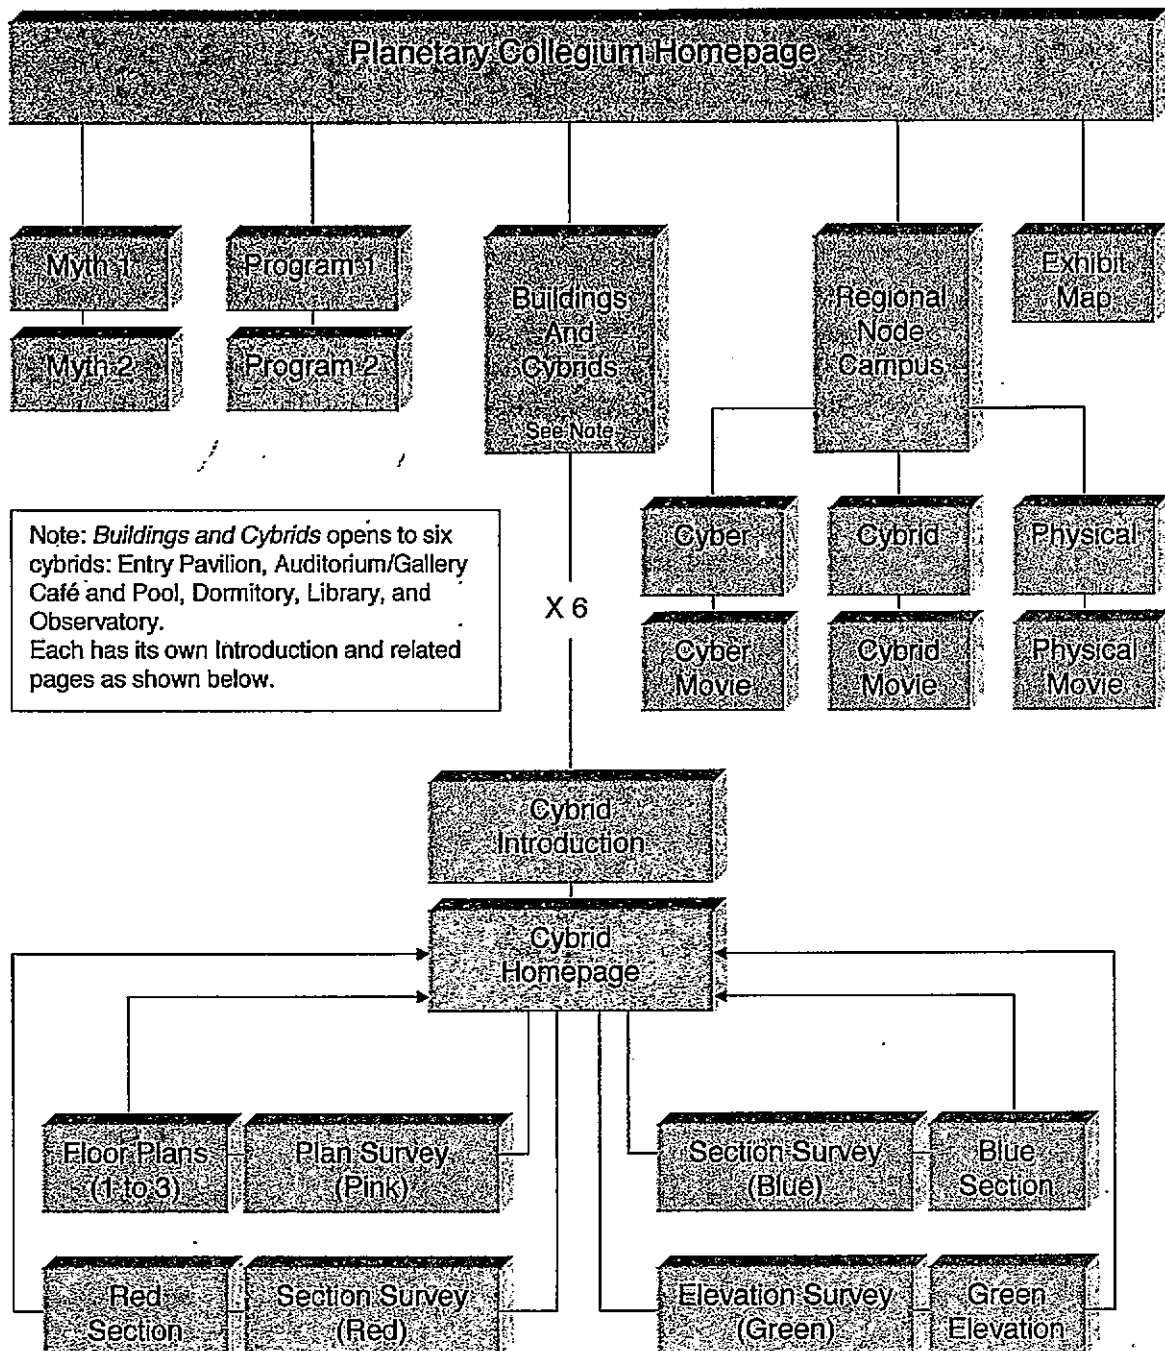 Planetary Collegium Homepage
Myth 1
Myth 2
Program 1
Program 2
Buildings
And
Cybrids
See Note
Regional
Node
Campus
Exhibit
Map
Cyber
Cybrid
Physical
Cyber
Movie
Cybrid
Movie
Physical
Movie
Note: Buildings and Cybrids opens to six
cybrids: Entry Pavilion, Auditorium/Gallery
Café and Pool, Dormitory, Library, and
Observatory.
Each has its own Introduction and related
pages as shown below.
X 6
Cybrid
Introduction
Cybrid
Homepage
Floor Plans
(1 to 3)
Plan Survey
(Pink)
Section Survey
(Blue)
Blue
Section
Red
Section
Section Survey
(Red)
Elevation Survey
(Green)
Green
Elevation